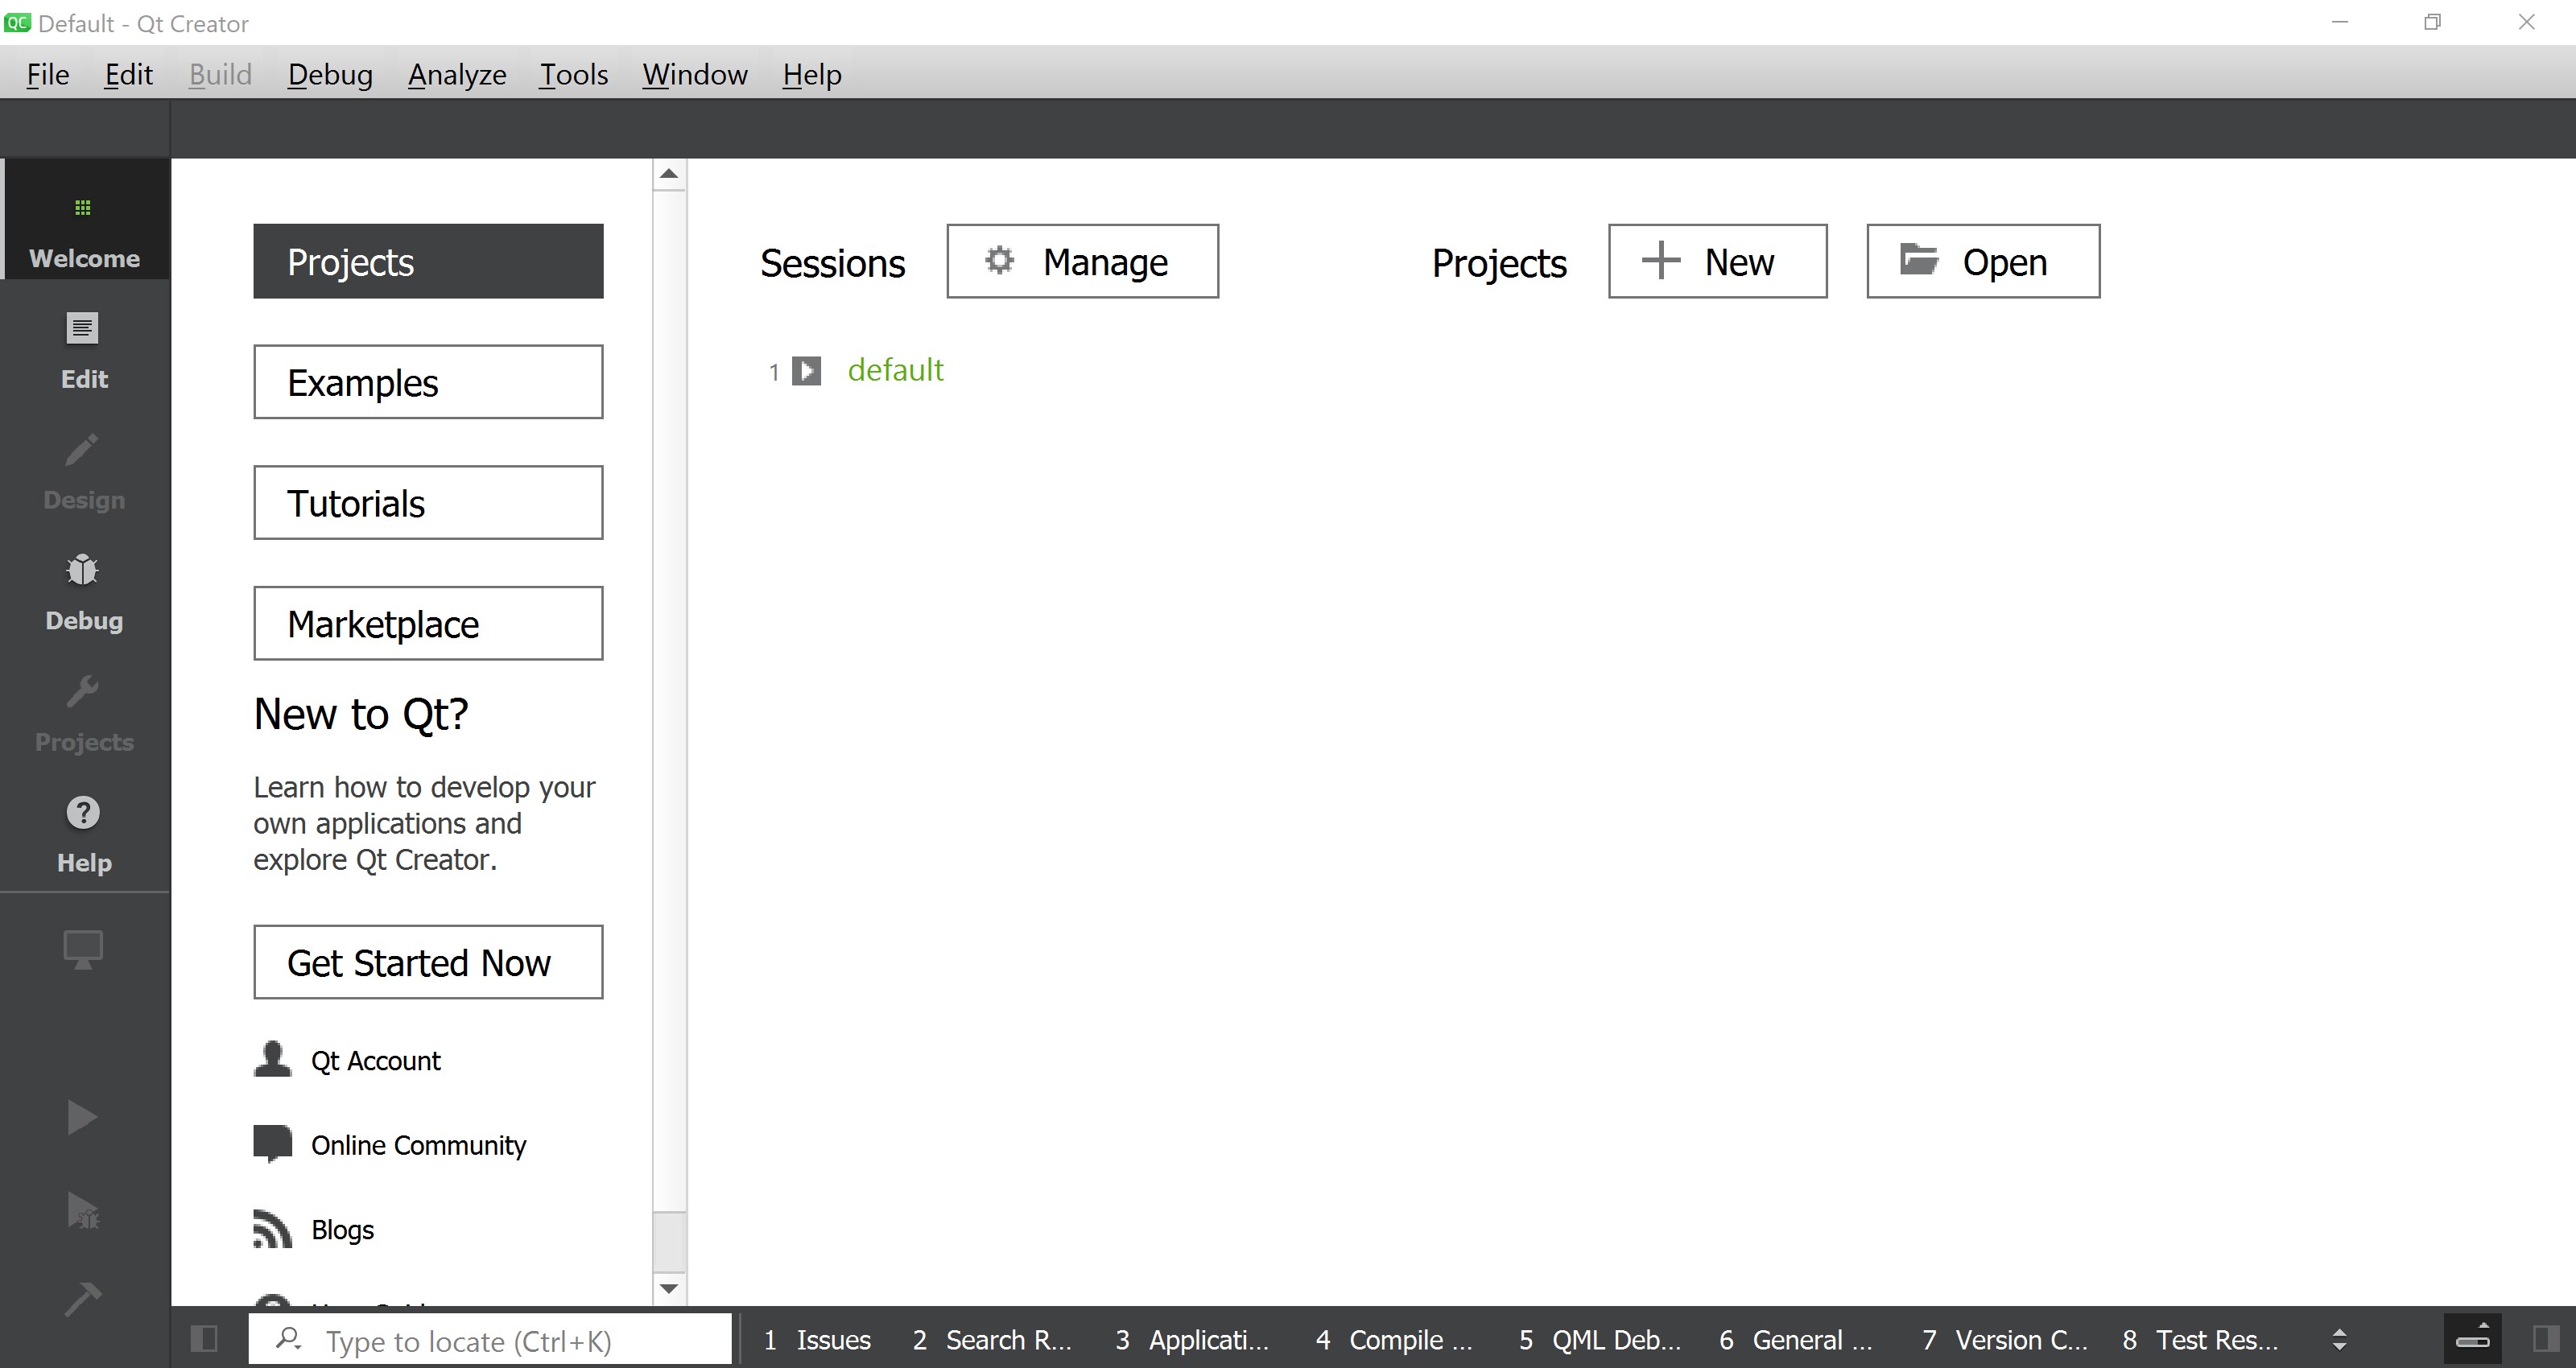 QC Default - Qt Creator
File Edit Build Debug Analyze Tools Window Help
Welcome
Edit
Design
Debug
Projects
Help
Projects
Examples
Tutorials
Marketplace
New to Qt?
Learn how to develop your
own applications and
explore Qt Creator.
Get Started Now
Qt Account
Online Community
Blogs
Sessions Manage
1 default
Projects New Open
Type to locate (Ctrl+K) 1 Issues 2 Search R... 3 Applicati... 4 Compile ... 5 QML Deb... 6 General ... 7 Version C... 8 Test Res...